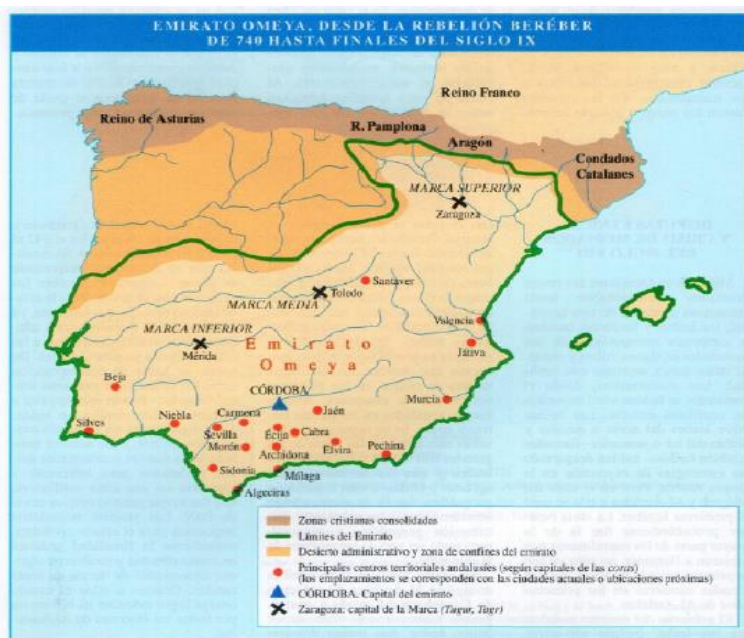 EMIRATO OMEYA, DESDE LA REBELIÓN BERÉBER
DE 740 HASTA FINALES DEL SIGLO IX
Reino Franco
Reino de Asturias
R. Pamplona
Aragón
Condados
Catalanes
MARCA SUPERIOR
Zaragoza
Santaver
Toledo
MARCA MEDIA
Valencia
MARCA INFERIOR
Mérida
Emirato
Omeya
Játiva
Beja
CÓRDOBA
Murcia
Silves
Niebla
Carmona
Jaén
Sevilla
Écija
Cabra
Morón
Archidona
Elvira
Pechina
Sidonia
Málaga
Algeciras
Zonas cristianas consolidadas
Límites del Emirato
Desierto administrativo y zona de confines del emirato
Principales centros territoriales andalusíes (según capitales de las coras)
(los emplazamientos se corresponden con las ciudades actuales o ubicaciones próximas)
CÓRDOBA. Capital del emirato
Zaragoza: capital de la Marca (Tagur, Tagr)